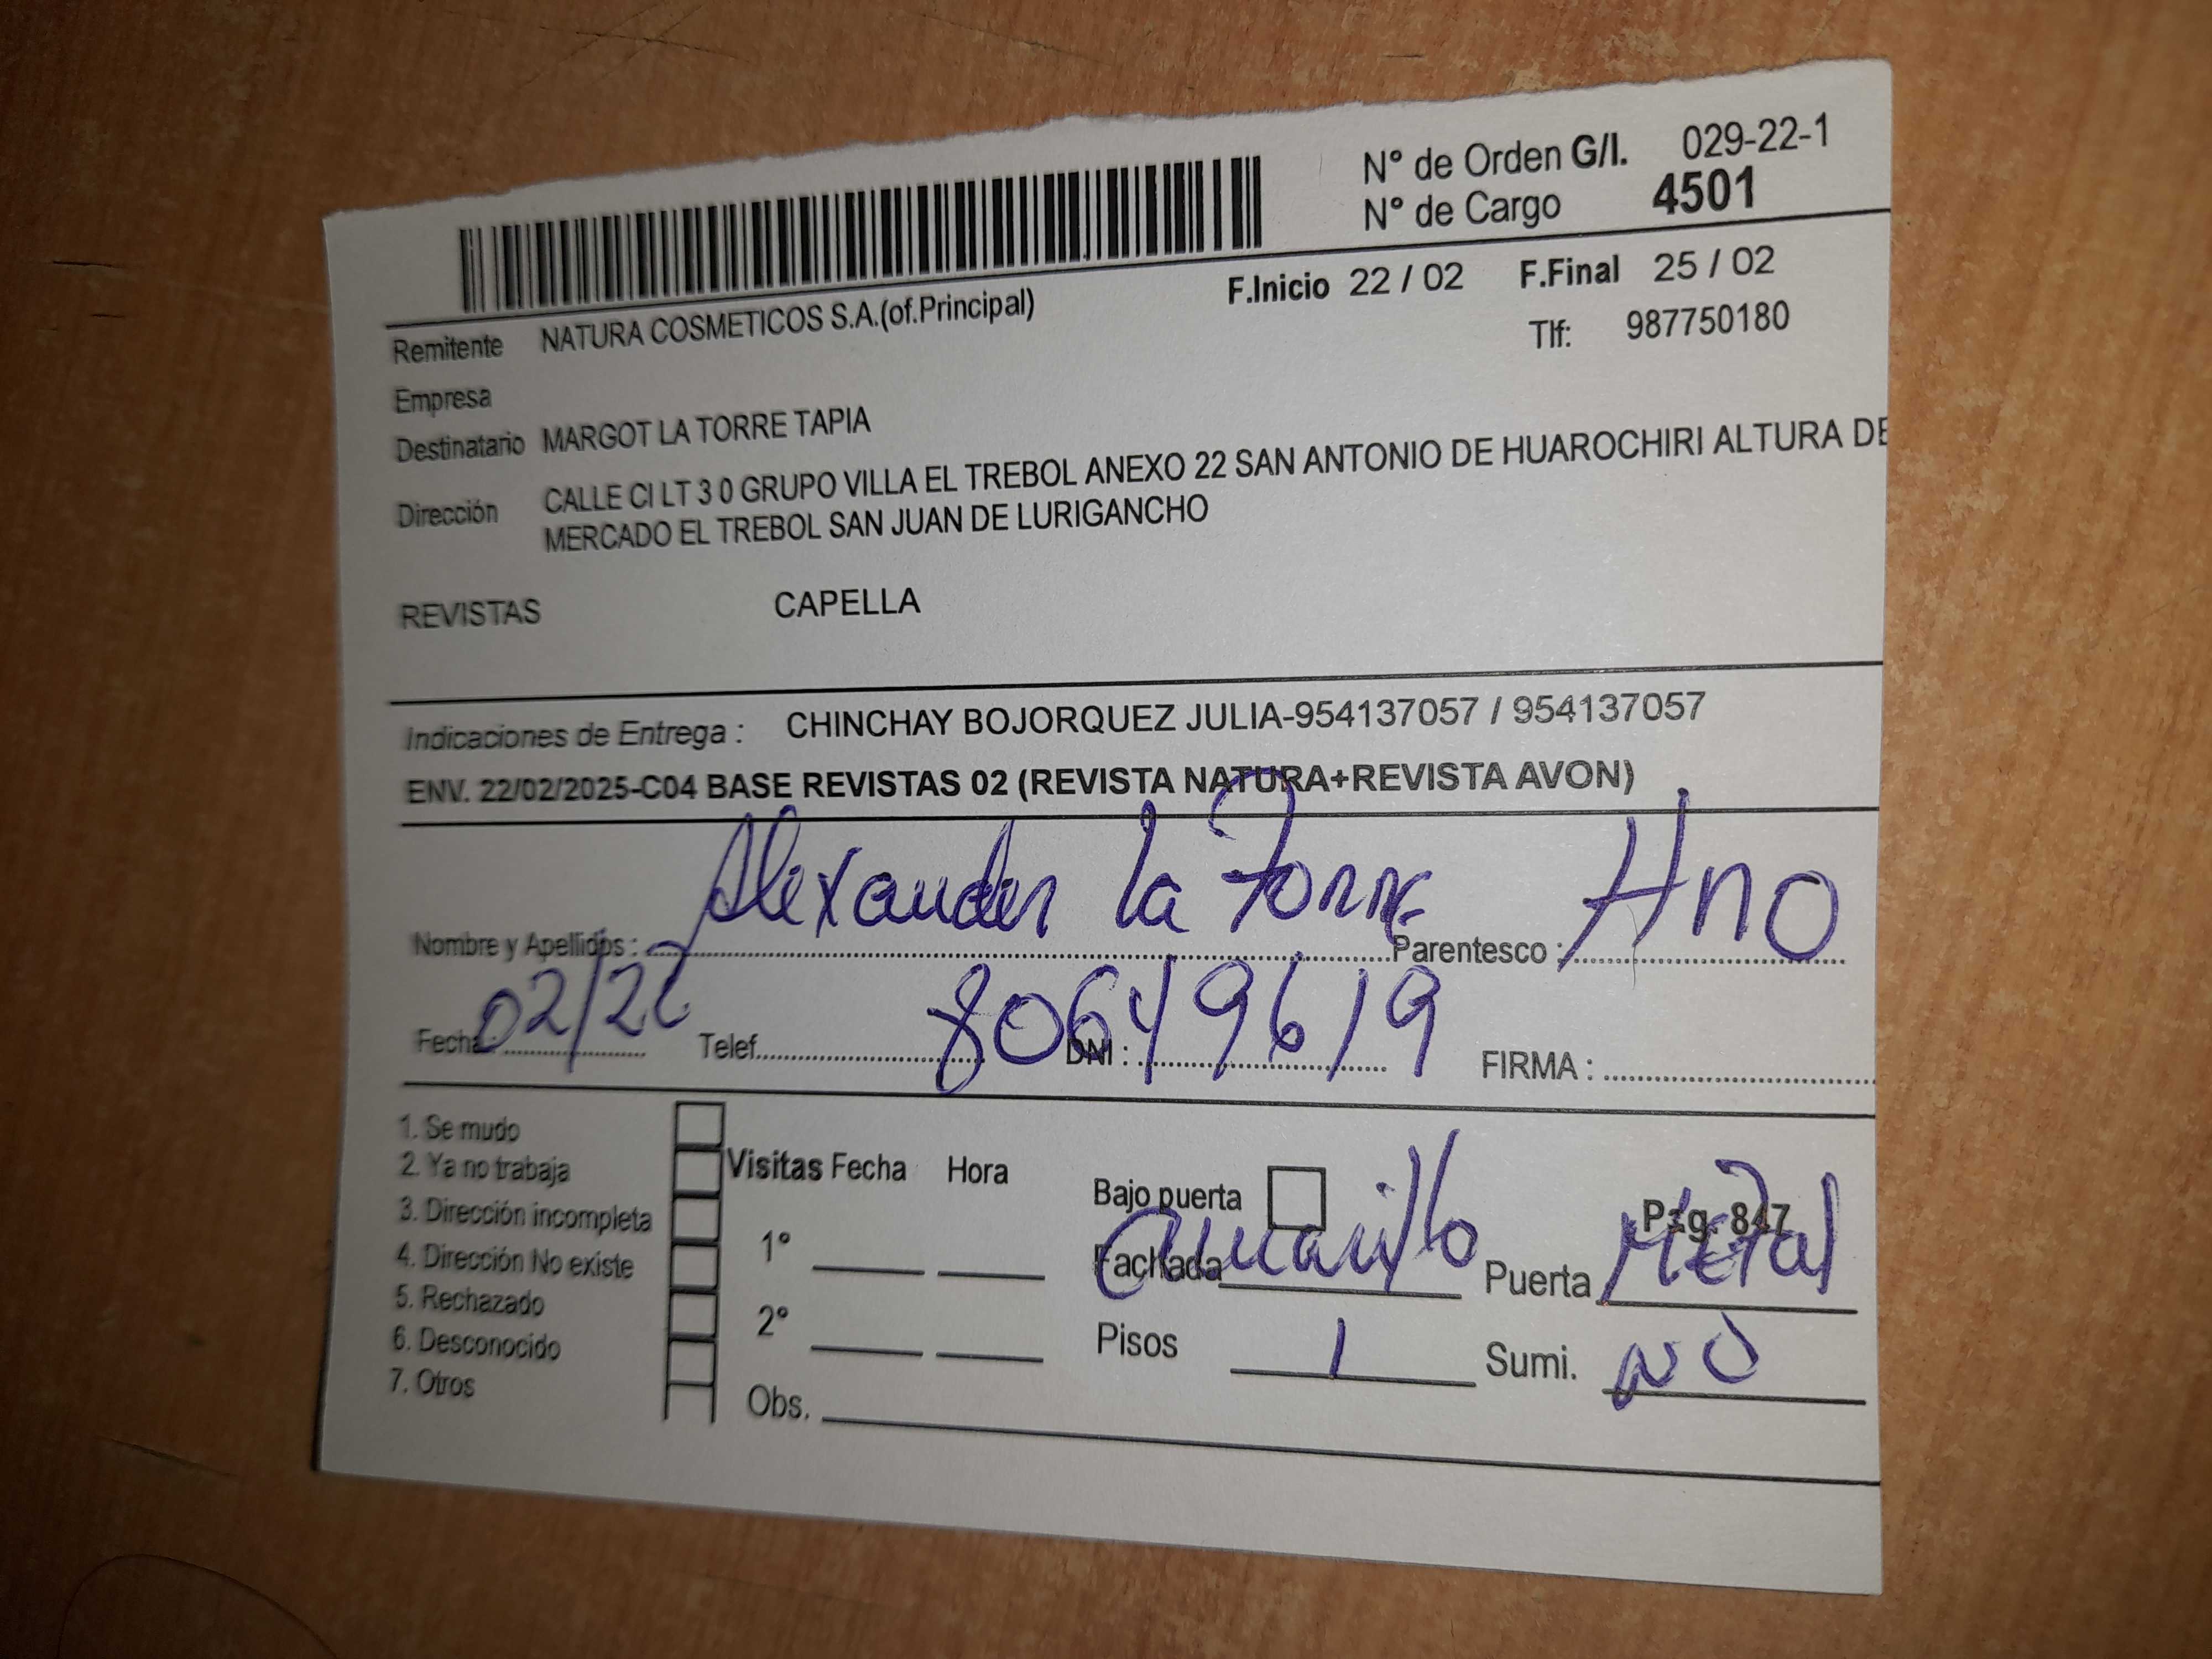 N° de Orden G/I. 029-22-1
N° de Cargo 4501
F.Inicio 22 / 02 F.Final 25 / 02
Remitente NATURA COSMETICOS S.A.(of.Principal)
Tlf: 987750180
Empresa
Destinatario MARGOT LA TORRE TAPIA
Dirección CALLE CI LT 3 0 GRUPO VILLA EL TREBOL ANEXO 22 SAN ANTONIO DE HUAROCHIRI ALTURA DE
MERCADO EL TREBOL SAN JUAN DE LURIGANCHO
REVISTAS CAPELLA
Indicaciones de Entrega : CHINCHAY BOJORQUEZ JULIA-954137057 / 954137057
ENV. 22/02/2025-C04 BASE REVISTAS 02 (REVISTA NATURA+REVISTA AVON)
Nombre y Apellidos : Alexander La Torre Parentesco : Hno
Fecha : 02/22 Telef. DNI : 80649619 FIRMA :
1. Se mudo
2. Ya no trabaja
3. Dirección incompleta
4. Dirección No existe
5. Rechazado
6. Desconocido
7. Otros
Visitas Fecha Hora
1°
2°
Obs.
Bajo puerta
Pag. 847
Fachada Amarillo Puerta Metal
Pisos 1 Sumi. NO